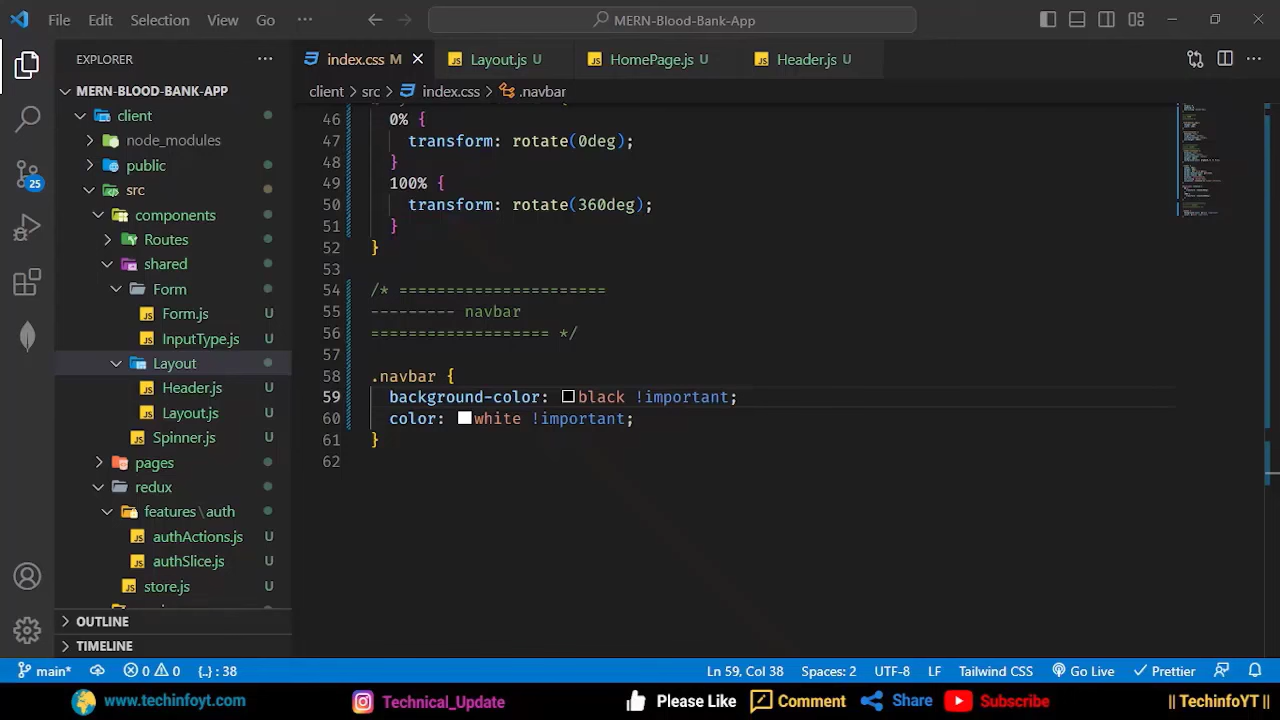 File Edit Selection View Go ··· MERN-Blood-Bank-App
EXPLORER ···
index.css M Layout.js U HomePage.js U Header.js U ···
MERN-BLOOD-BANK-APP
client > src > index.css > .navbar
client
node_modules
public
src
components
Routes
shared
Form
Form.js U
InputType.js U
Layout
Header.js U
Layout.js U
Spinner.js U
pages
redux
features\auth
authActions.js U
authSlice.js U
store.js U
OUTLINE
TIMELINE
25
46 0% {
47 transform: rotate(0deg);
48 }
49 100% {
50 transform: rotate(360deg);
51 }
52 }
53
54 /* ======================
55 --------- navbar
56 =================== */
57
58 .navbar {
59 background-color: black !important;
60 color: white !important;
61 }
62
main* 0 0 {..} : 38 Ln 59, Col 38 Spaces: 2 UTF-8 LF Tailwind CSS Go Live Prettier
www.techinfoyt.com Technical_Update Please Like Comment Share Subscribe || TechinfoYT ||